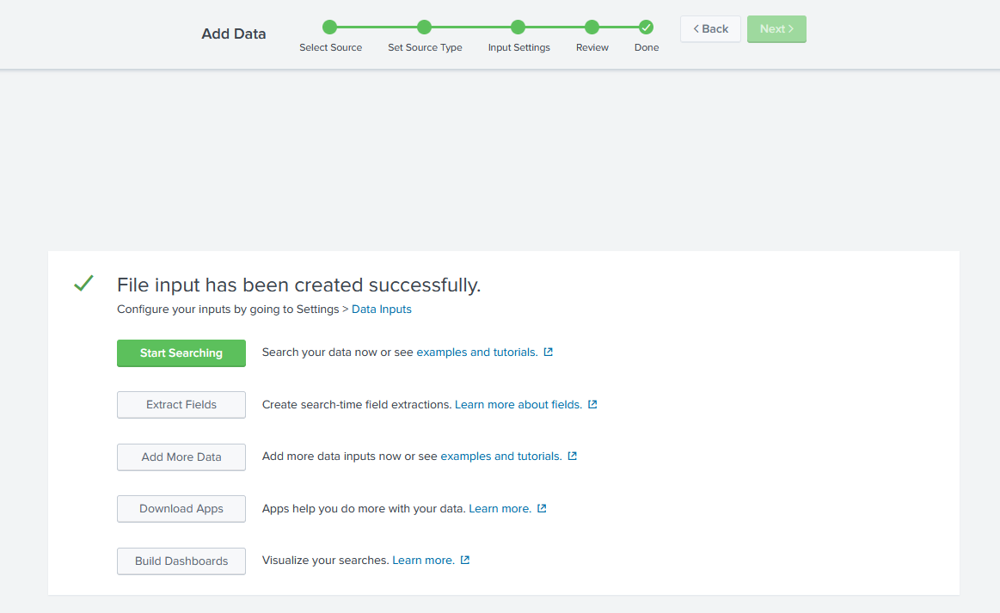 Add Data
Select Source
Set Source Type
Input Settings
Review
Done
< Back
Next >
File input has been created successfully.
Configure your inputs by going to Settings > Data Inputs
Start Searching
Search your data now or see examples and tutorials.
Extract Fields
Create search-time field extractions. Learn more about fields.
Add More Data
Add more data inputs now or see examples and tutorials.
Download Apps
Apps help you do more with your data. Learn more.
Build Dashboards
Visualize your searches. Learn more.